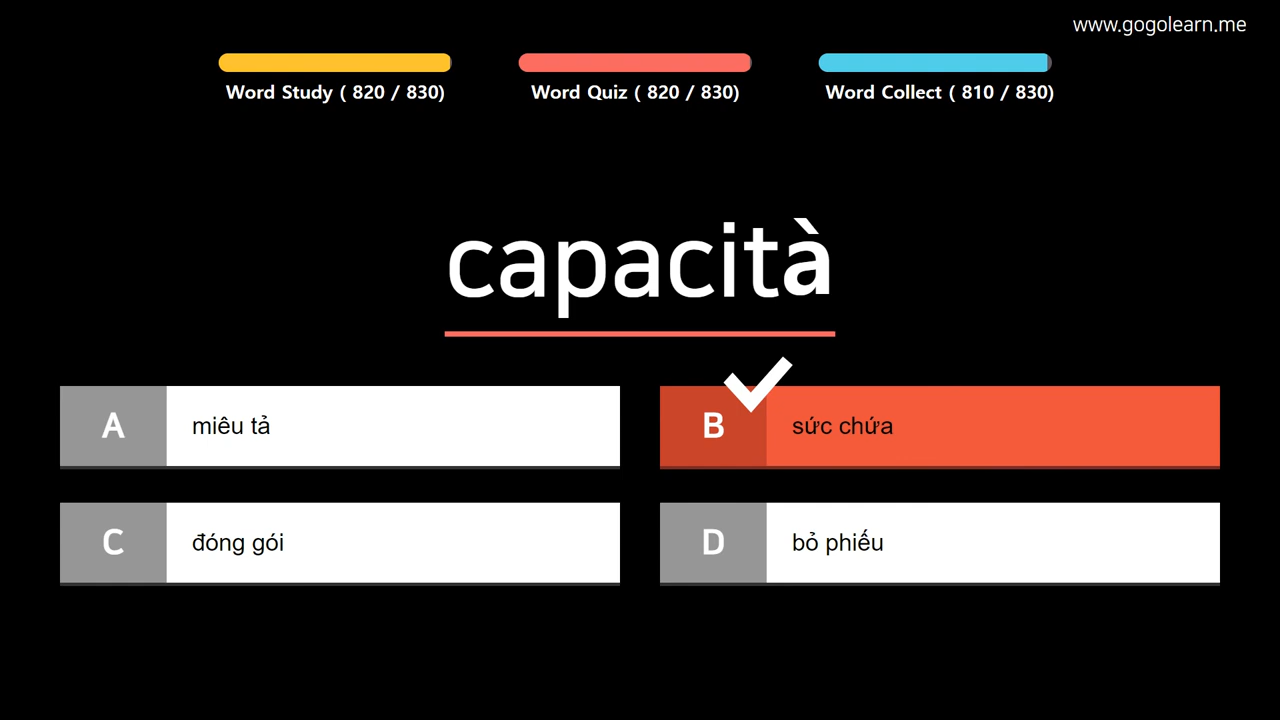 www.gogolearn.me
Word Study ( 820 / 830)
Word Quiz ( 820 / 830)
Word Collect ( 810 / 830)
capacità
A
miêu tả
B
sức chứa
C
đóng gói
D
bỏ phiếu